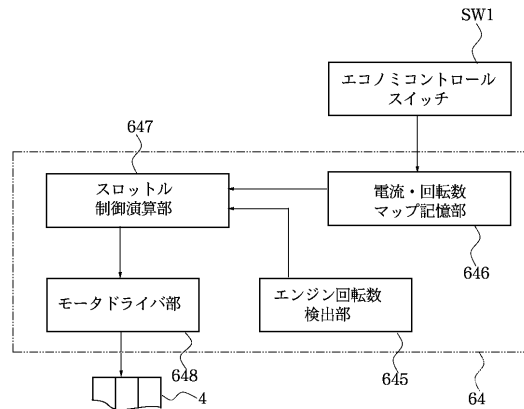 SW1
エコノミコントロール
スイッチ
647
スロットル
制御演算部
電流・回転数
マップ記憶部
646
モータドライバ部
エンジン回転数
検出部
648
645
4
64